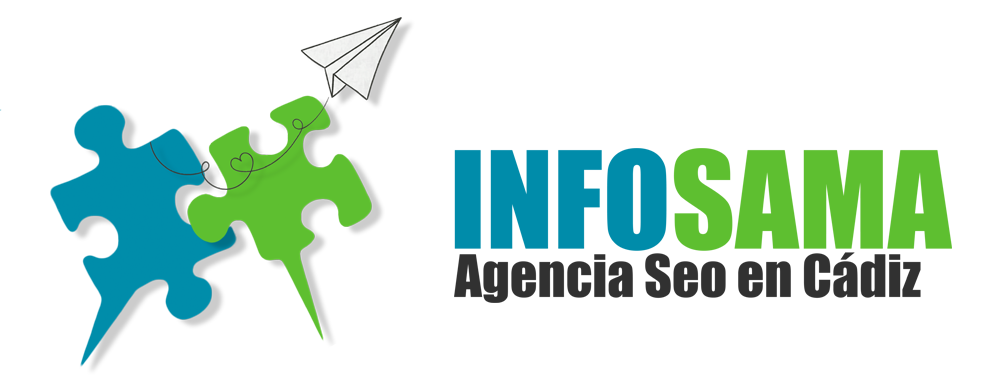 INFOSAMA
Agencia Seo en Cádiz